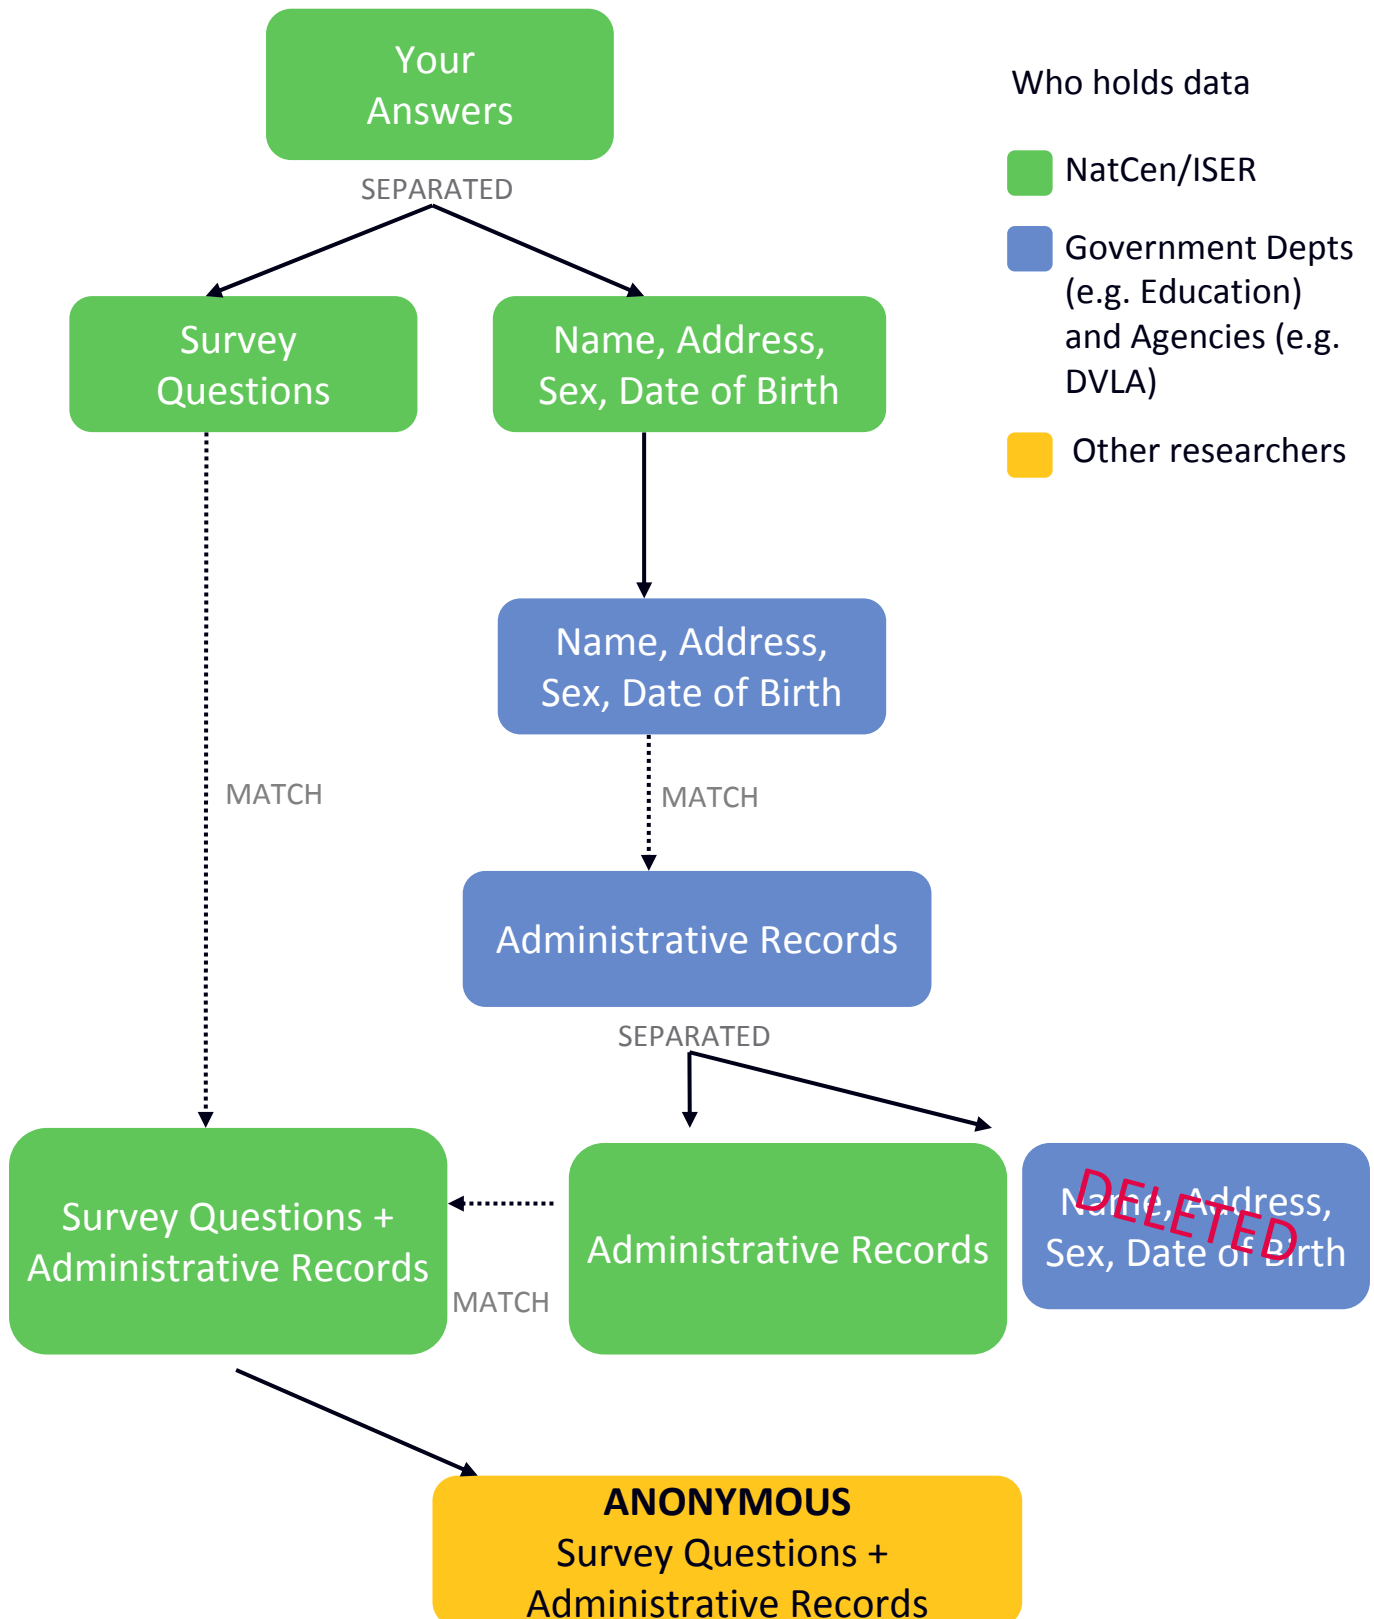 Your
Answers
Who holds data
NatCen/ISER
Government Depts
(e.g. Education)
and Agencies (e.g.
DVLA)
Other researchers
SEPARATED
Survey
Questions
Name, Address,
Sex, Date of Birth
Name, Address,
Sex, Date of Birth
MATCH
MATCH
Administrative Records
SEPARATED
Survey Questions +
Administrative Records
MATCH
Administrative Records
Name, Address,
Sex, Date of Birth
DELETED
ANONYMOUS
Survey Questions +
Administrative Records